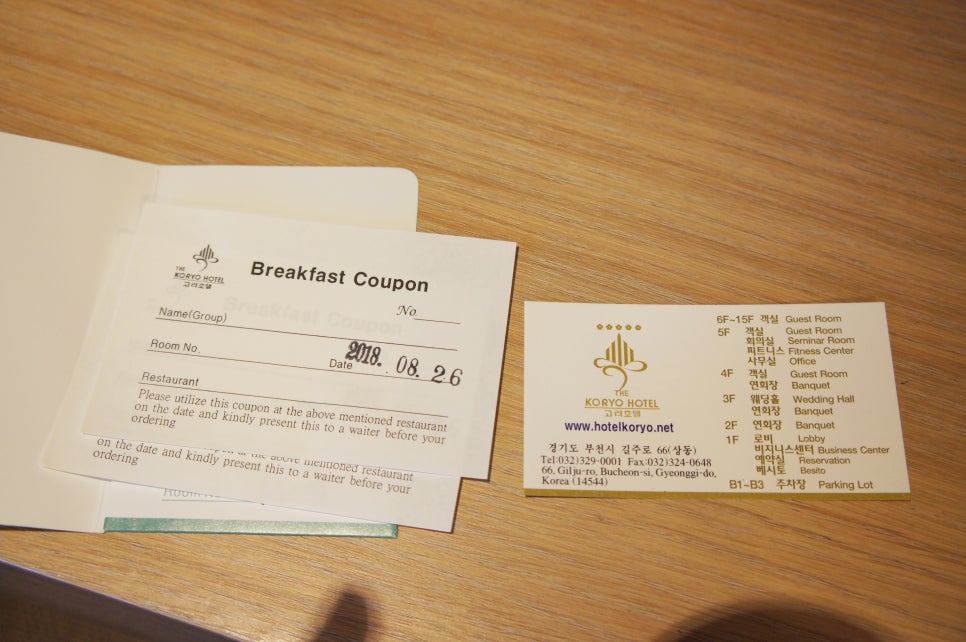 THE
KORYO HOTEL
고려호텔
Breakfast Coupon
No.
Name(Group)
Room No.
Date 2018. 08. 26
Restaurant
Please utilize this coupon at the above mentioned restaurant
on the date and kindly present this to a waiter before your
ordering
at the above mentioned restaurant
on the date and kindly present this to a waiter before your
ordering
THE
KORYO HOTEL
고려호텔
www.hotelkoryo.net
경기도 부천시 길주로 66(상동)
Tel:032)329-0001 Fax:032)324-0648
66, Gilju-ro, Bucheon-si, Gyeonggi-do,
Korea (14544)
6F~15F 객실 Guest Room
5F 객실 Guest Room
회의실 Seminar Room
피트니스 Fitness Center
사무실 Office
4F 객실 Guest Room
연회장 Banquet
3F 웨딩홀 Wedding Hall
연회장 Banquet
2F 연회장 Banquet
1F 로비 Lobby
비지니스센터 Business Center
예약실 Reservation
베시토 Besito
B1~B3 주차장 Parking Lot